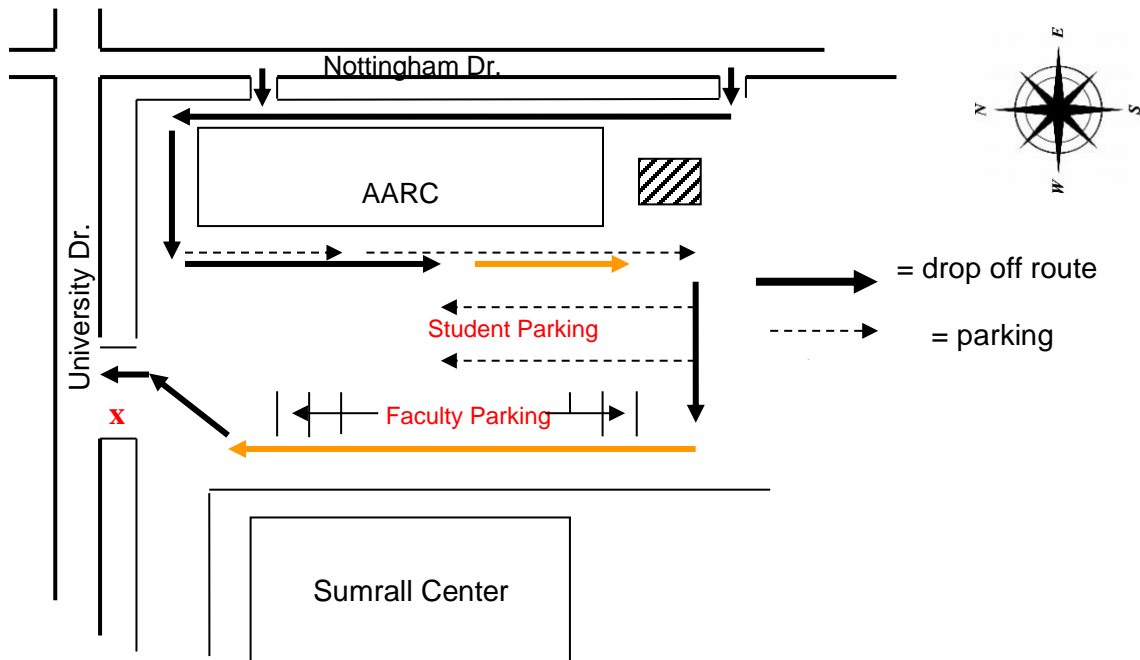 Nottingham Dr.
E
N
S
W
AARC
University Dr.
= drop off route
Student Parking
= parking
Faculty Parking
x
Sumrall Center